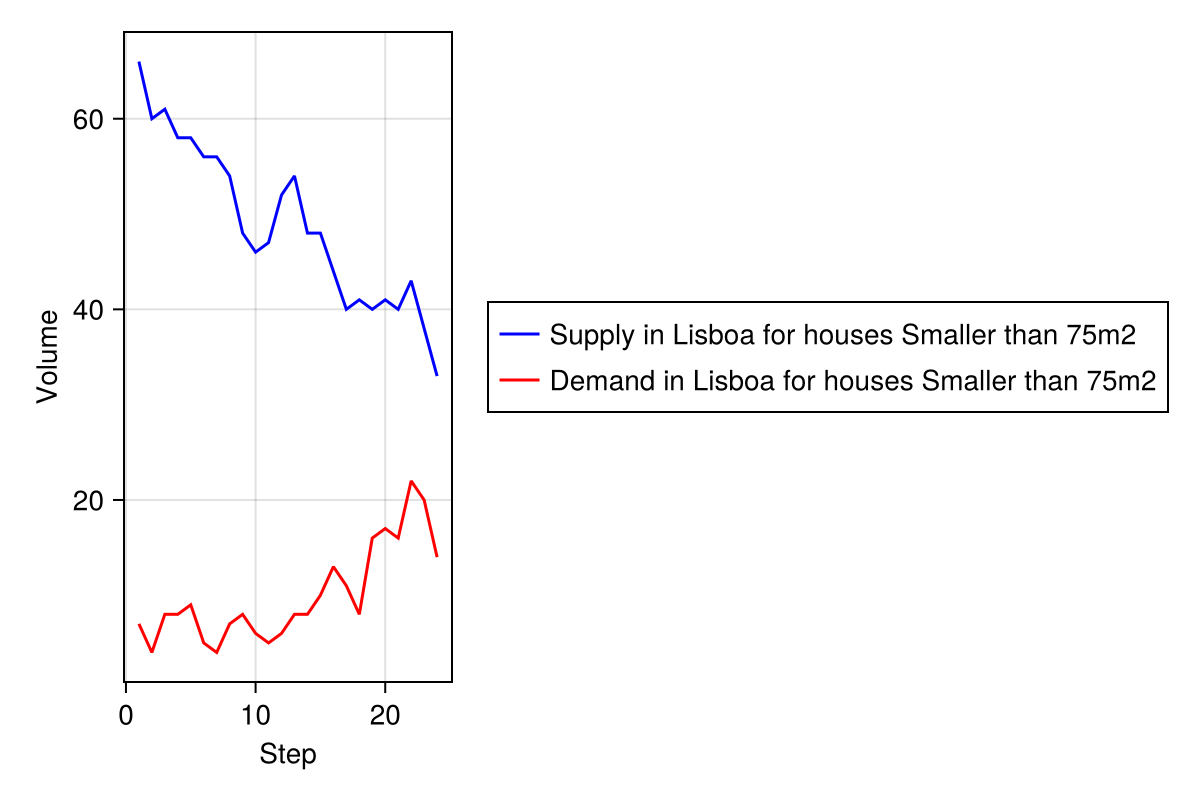 60
40
20
Volume
0 10 20
Step
Supply in Lisboa for houses Smaller than 75m2
Demand in Lisboa for houses Smaller than 75m2